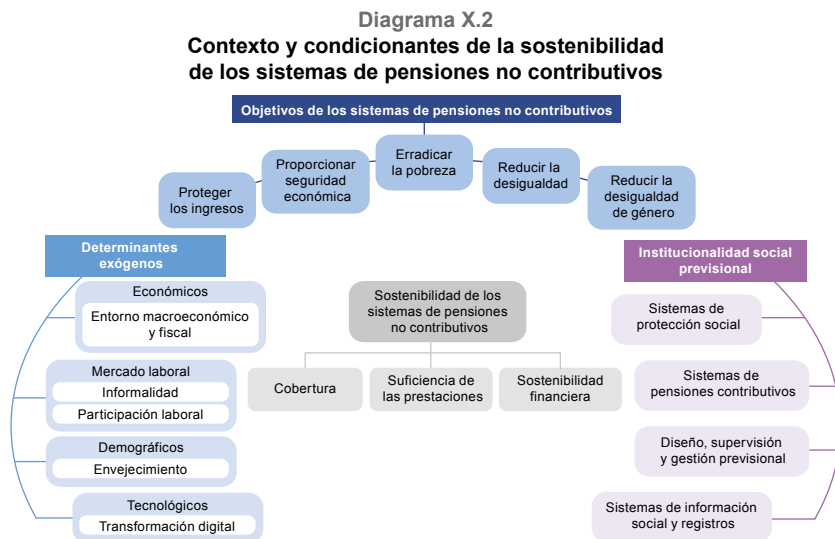 Diagrama X.2
Contexto y condicionantes de la sostenibilidad
de los sistemas de pensiones no contributivos
Objetivos de los sistemas de pensiones no contributivos
Proteger
los ingresos
Proporcionar
seguridad
económica
Erradicar
la pobreza
Reducir la
desigualdad
Reducir la
desigualdad
de género
Determinantes
exógenos
Económicos
Entorno macroeconómico
y fiscal
Mercado laboral
Informalidad
Participación laboral
Demográficos
Envejecimiento
Tecnológicos
Transformación digital
Sostenibilidad de los
sistemas de pensiones
no contributivos
Cobertura
Suficiencia de
las prestaciones
Sostenibilidad
financiera
Institucionalidad social
previsional
Sistemas de
protección social
Sistemas de
pensiones contributivos
Diseño, supervisión
y gestión previsional
Sistemas de información
social y registros